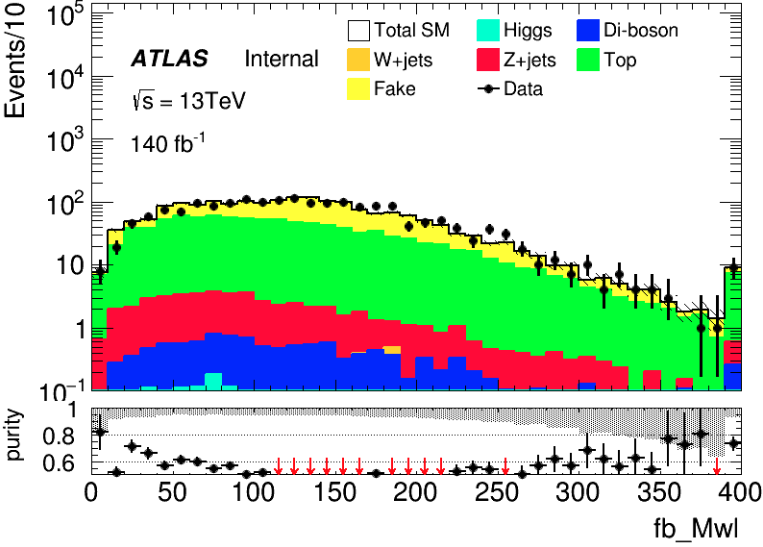 Events/10
10⁵
10⁴
10³
10²
10
1
10⁻¹
ATLAS Internal
√s = 13TeV
140 fb⁻¹
Total SM
Higgs
Di-boson
W+jets
Z+jets
Top
Fake
Data
purity
1
0.8
0.6
0 50 100 150 200 250 300 350 400
fb_Mwl